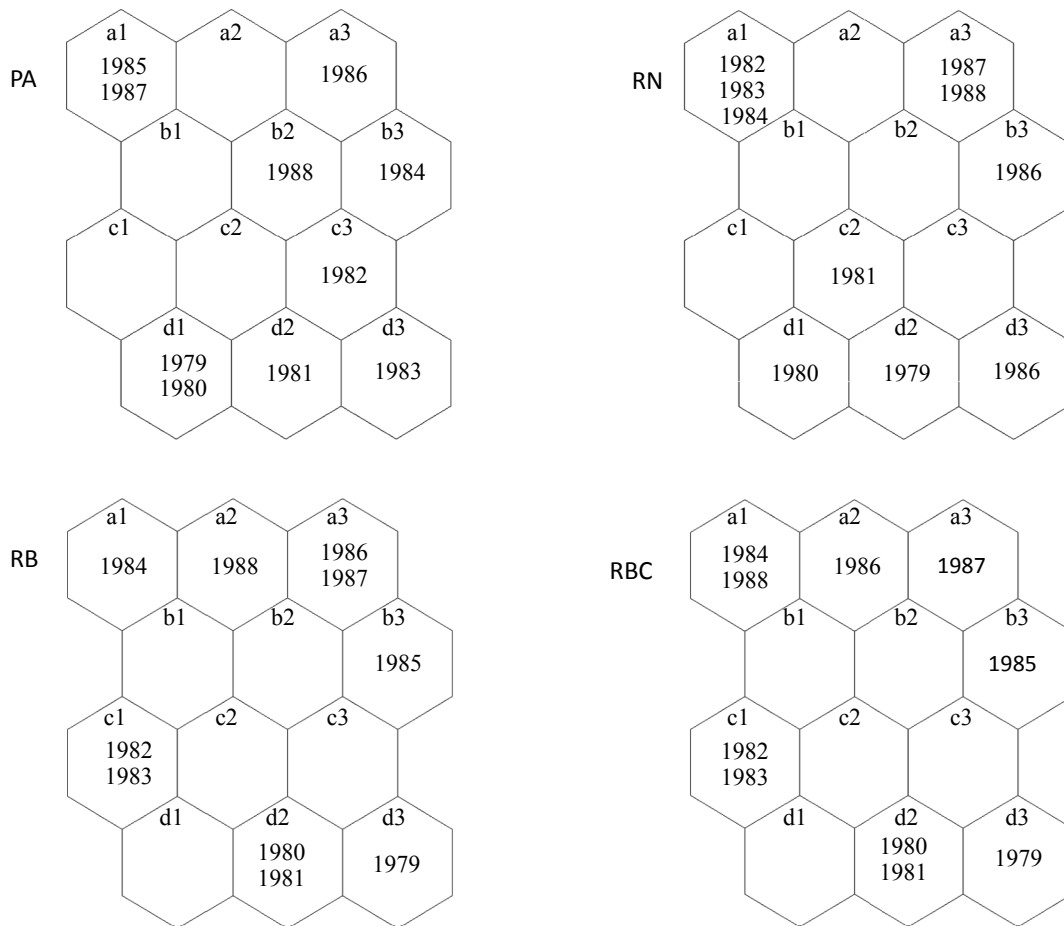 PA
a1
a2
a3
1985
1987
1986
b1
b2
b3
1988
1984
c1
c2
c3
1982
d1
d2
d3
1979
1980
1981
1983
RN
a1
a2
a3
1982
1983
1984
1987
1988
b1
b2
b3
1986
c1
c2
c3
1981
d1
d2
d3
1980
1979
1986
RB
a1
a2
a3
1984
1988
1986
1987
b1
b2
b3
1985
c1
c2
c3
1982
1983
d1
d2
d3
1980
1981
1979
RBC
a1
a2
a3
1984
1988
1986
1987
b1
b2
b3
1985
c1
c2
c3
1982
1983
d1
d2
d3
1980
1981
1979